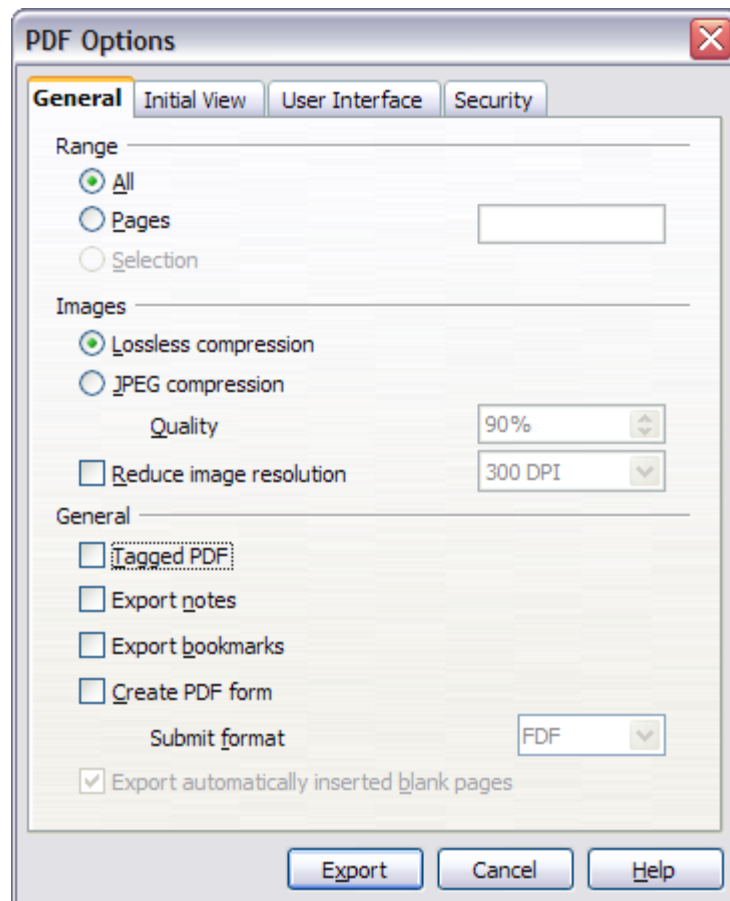 PDF Options
General Initial View User Interface Security
Range
All
Pages
Selection
Images
Lossless compression
JPEG compression
Quality 90%
Reduce image resolution 300 DPI
General
Tagged PDF
Export notes
Export bookmarks
Create PDF form
Submit format FDF
Export automatically inserted blank pages
Export Cancel Help